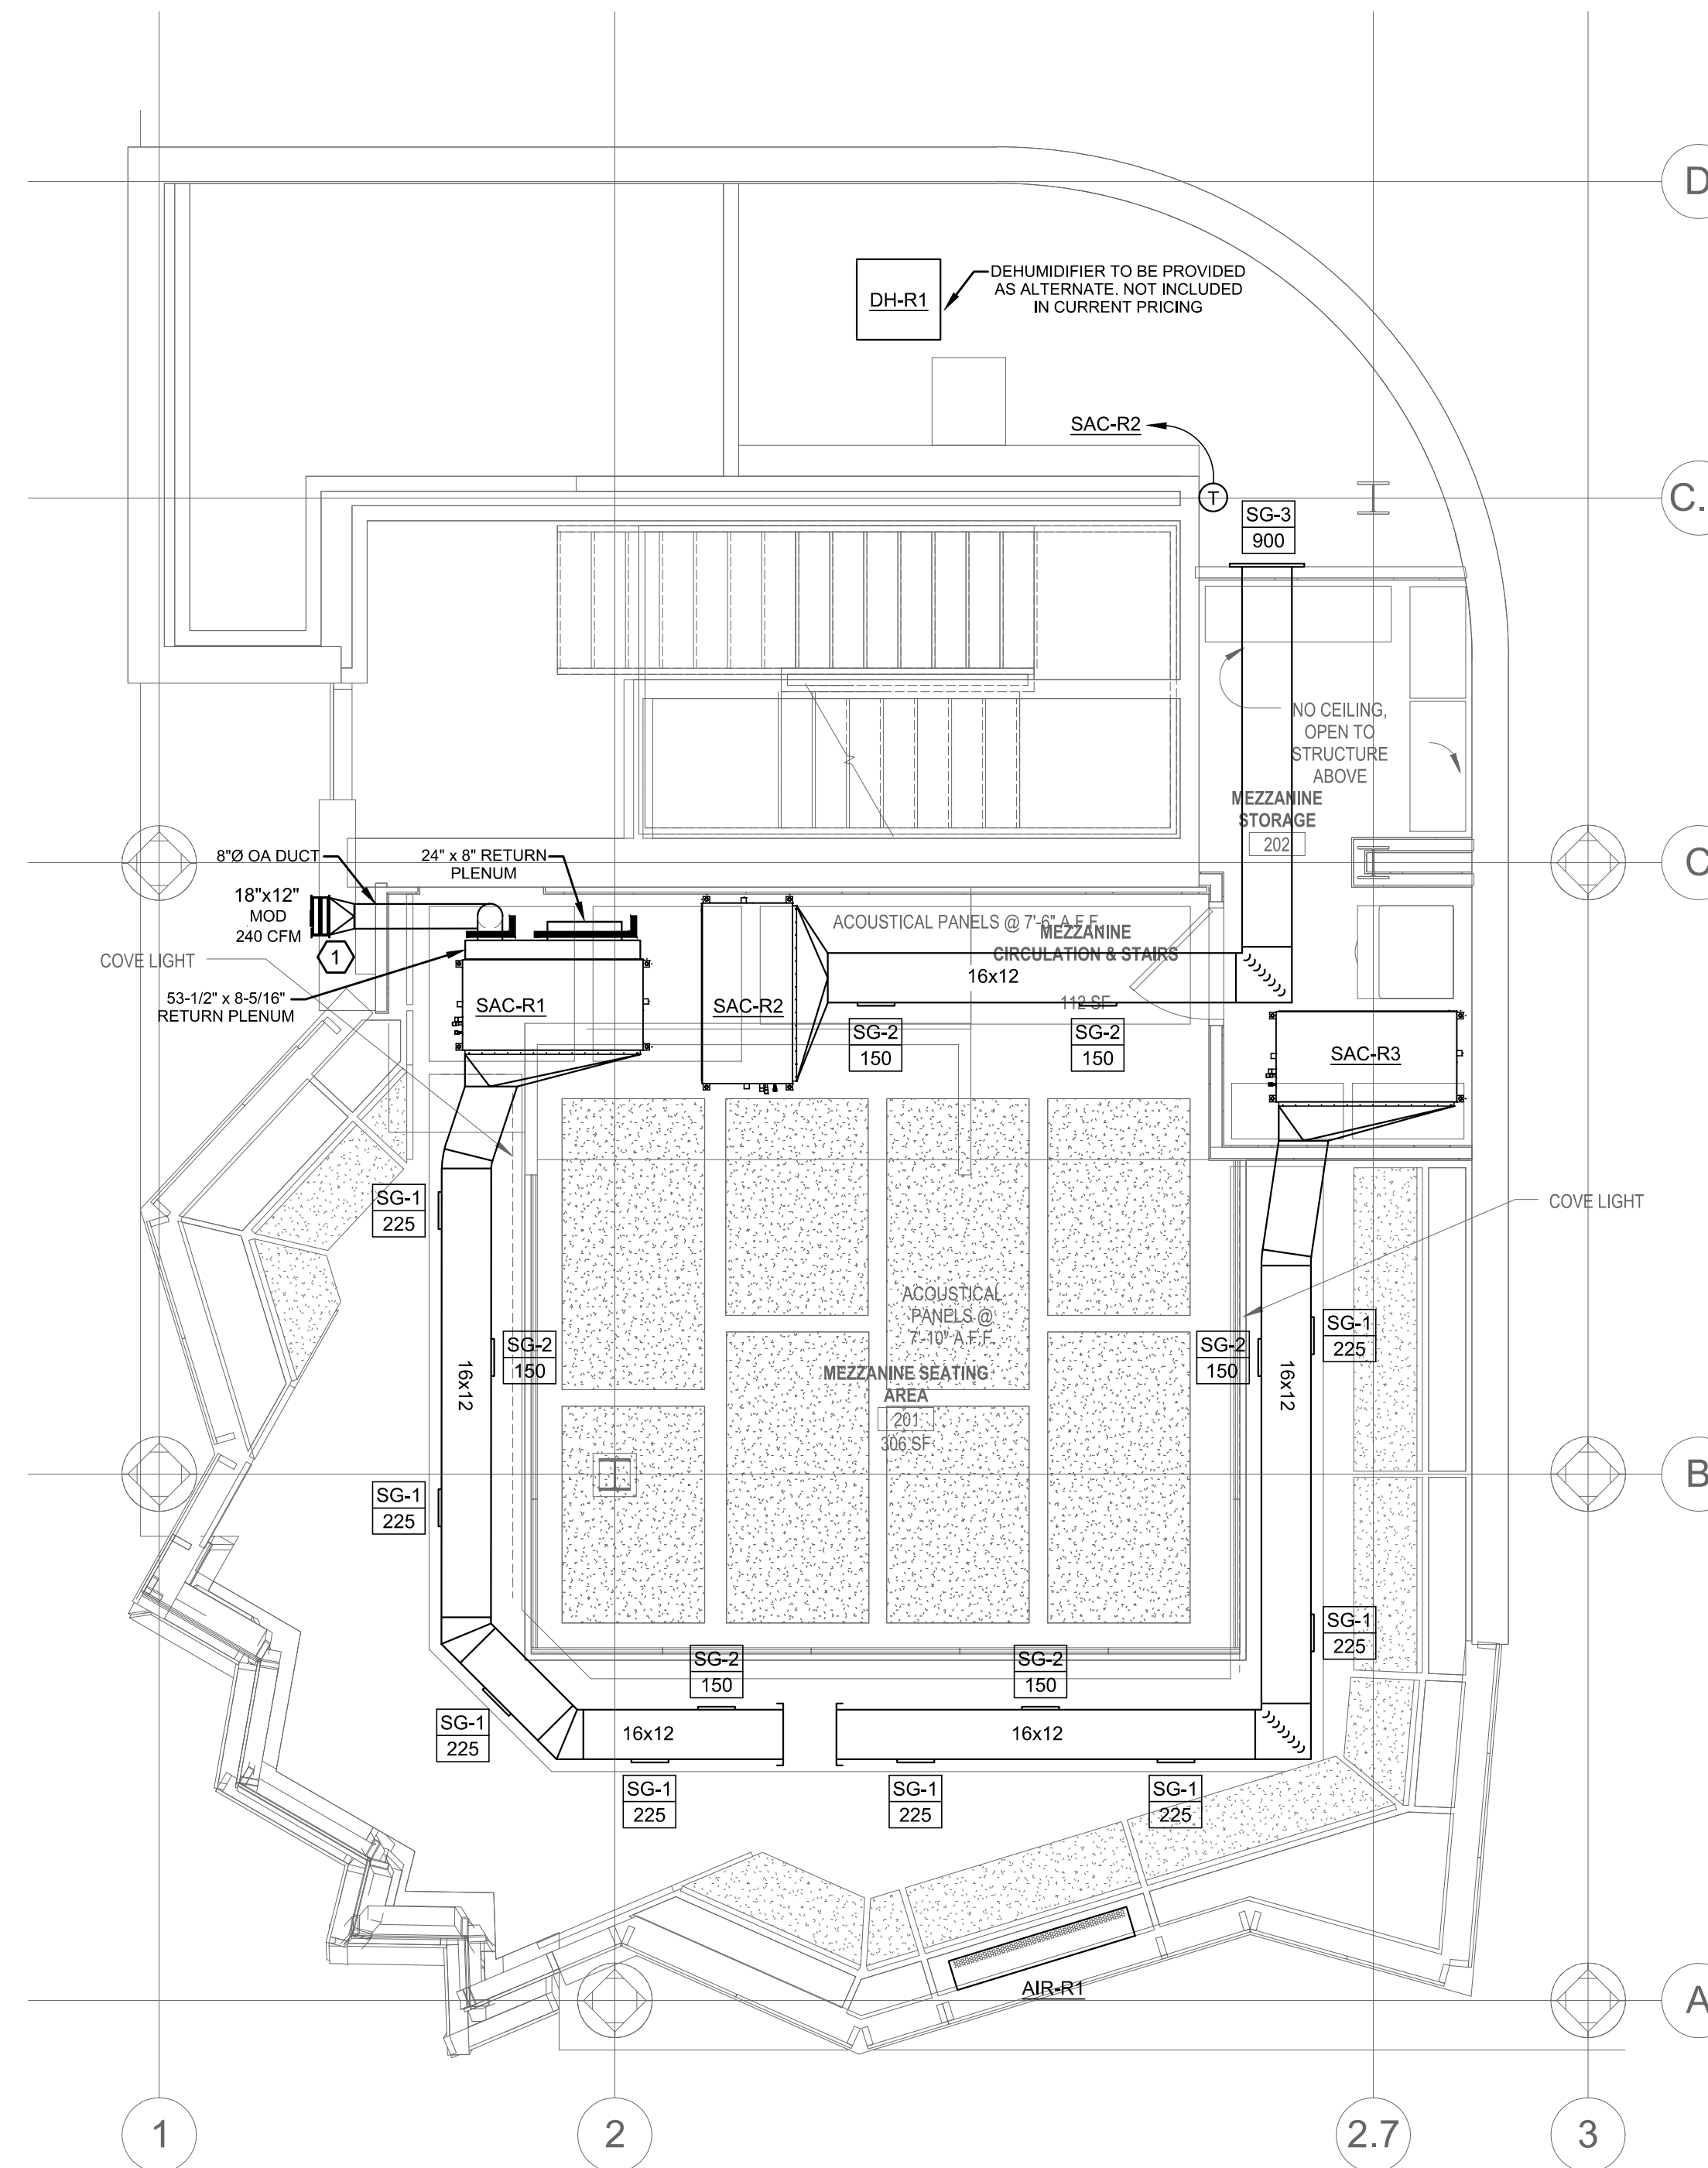 D
DEHUMIDIFIER TO BE PROVIDED
AS ALTERNATE. NOT INCLUDED
IN CURRENT PRICING
DH-R1
SAC-R2
T
C.
SG-3
900
NO CEILING,
OPEN TO
STRUCTURE
ABOVE
MEZZANINE
STORAGE
202
8"Ø OA DUCT
24" x 8" RETURN
PLENUM
C
18"x12"
MOD
240 CFM
1
ACOUSTICAL PANELS @ 7'-6" A.F.F.
MEZZANINE
CIRCULATION & STAIRS
112 SF
COVE LIGHT
53-1/2" x 8-5/16"
RETURN PLENUM
SAC-R1
SAC-R2
16x12
SG-2
150
SG-2
150
SAC-R3
SG-1
225
COVE LIGHT
ACOUSTICAL
PANELS @
7'-10" A.F.F.
SG-2
150
SG-2
150
SG-1
225
16x12
16x12
MEZZANINE SEATING
AREA
201
306 SF
B
SG-1
225
SG-1
225
SG-2
150
SG-2
150
SG-1
225
16x12
16x12
SG-1
225
SG-1
225
SG-1
225
AIR-R1
A
1
2
2.7
3